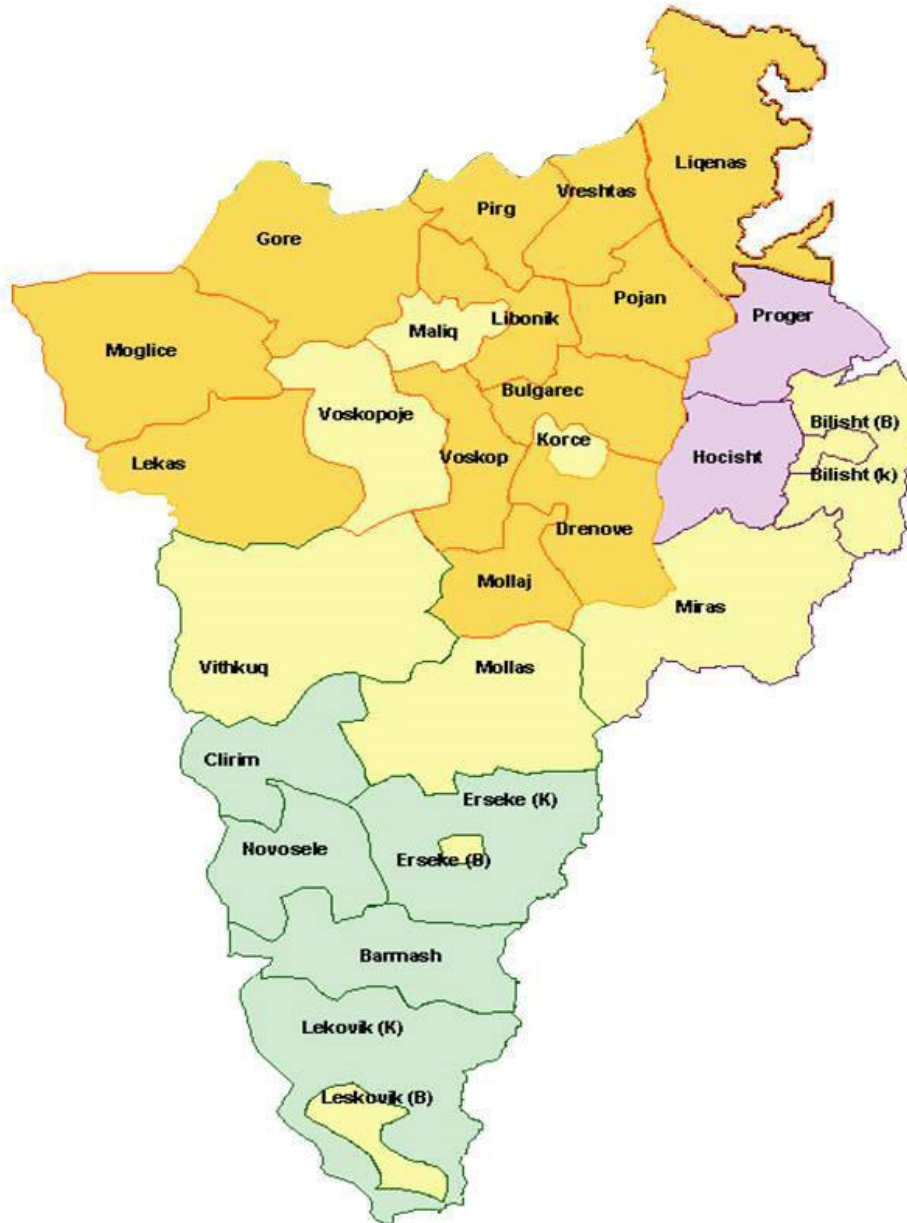 Liqenas
Vreshtas
Pirg
Gore
Pojan
Proger
Libonik
Maliq
Moglice
Bulgarec
Voskopoje
Bilisht (B)
Korce
Voskop
Hocisht
Lekas
Bilisht (k)
Drenove
Mollaj
Miras
Vithkuq
Mollas
Clirim
Erseke (K)
Novosele
Erseke (B)
Barmash
Lekovik (K)
Leskovik (B)